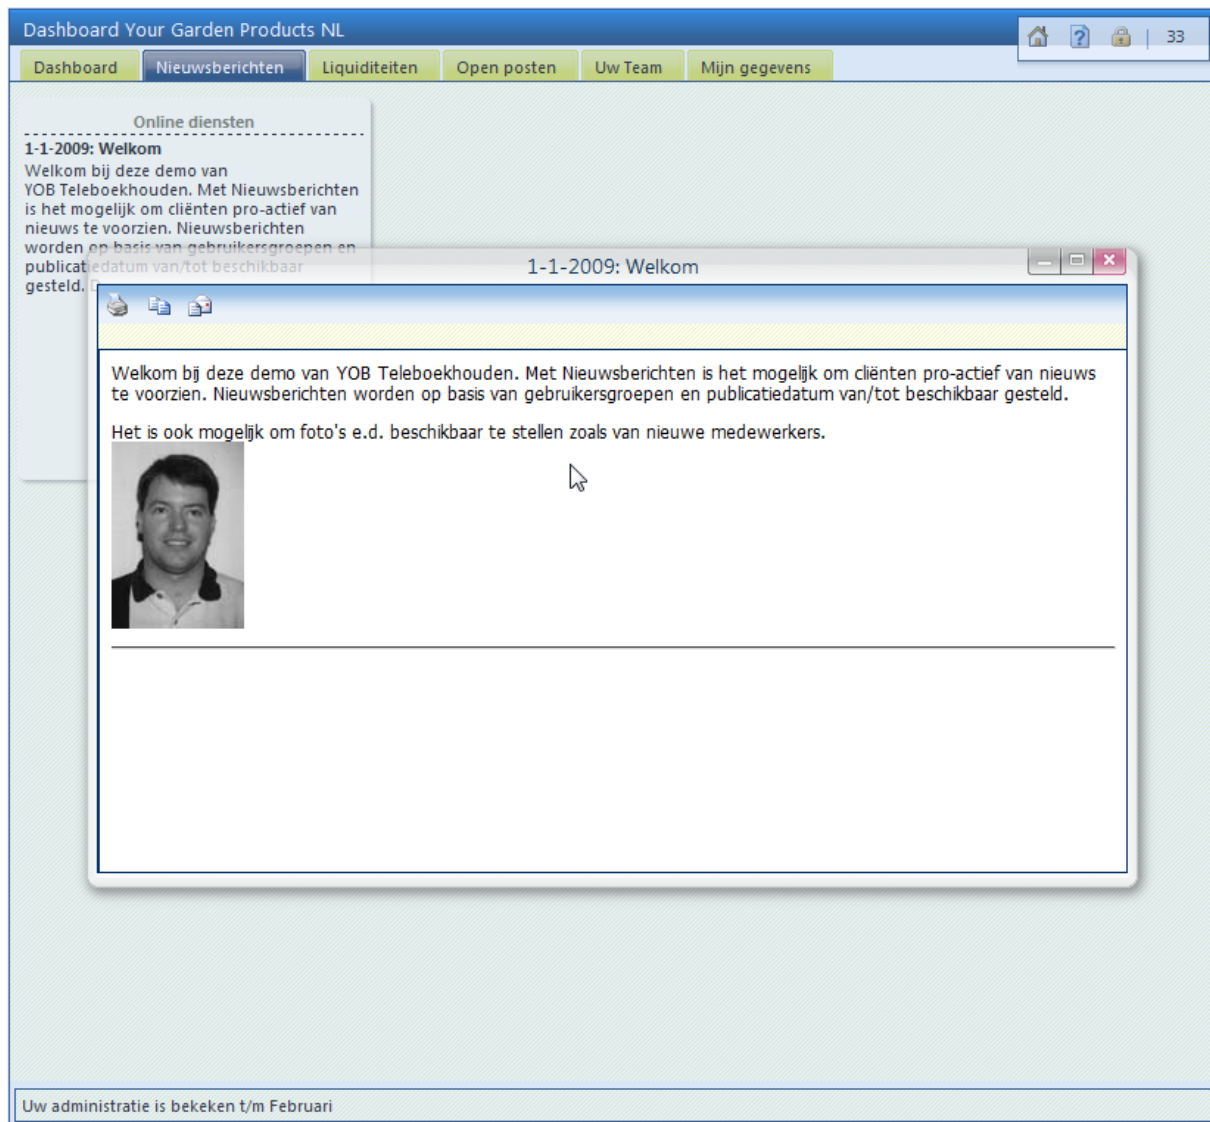 Dashboard Your Garden Products NL
33
Dashboard
Nieuwsberichten
Liquiditeiten
Open posten
Uw Team
Mijn gegevens
Online diensten
1-1-2009: Welkom
Welkom bij deze demo van
YOB Teleboekhouden. Met Nieuwsberichten
is het mogelijk om cliënten pro-actief van
nieuws te voorzien. Nieuwsberichten
worden op basis van gebruikersgroepen en
publicatiedatum van/tot beschikbaar
gesteld.
1-1-2009: Welkom
Welkom bij deze demo van YOB Teleboekhouden. Met Nieuwsberichten is het mogelijk om cliënten pro-actief van nieuws
te voorzien. Nieuwsberichten worden op basis van gebruikersgroepen en publicatiedatum van/tot beschikbaar gesteld.
Het is ook mogelijk om foto's e.d. beschikbaar te stellen zoals van nieuwe medewerkers.
Uw administratie is bekeken t/m Februari